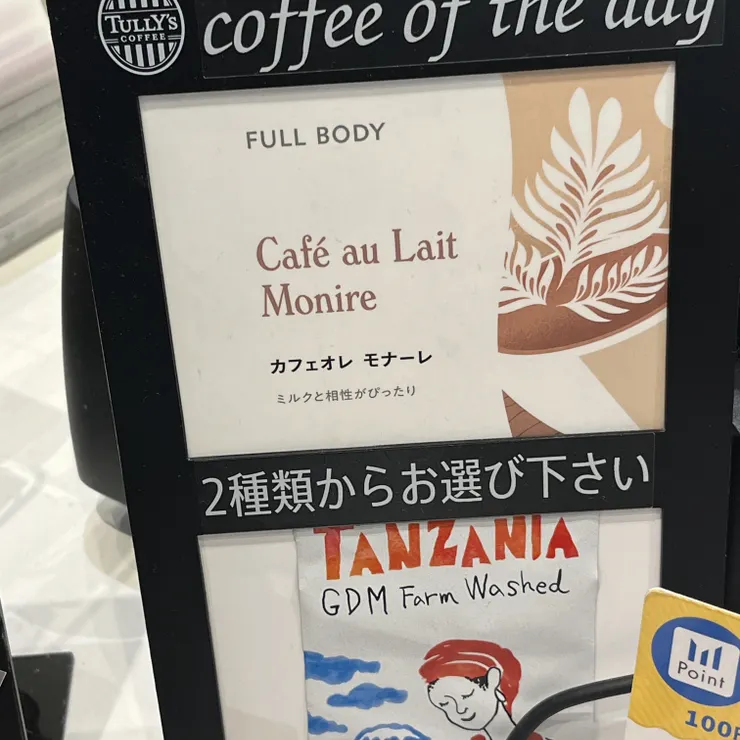 TULLY'S
COFFEE
coffee of the day
FULL BODY
Café au Lait
Monire
カフェオレ モナーレ
ミルクと相性がぴったり
2種類からお選び下さい
TANZANIA
GDM Farm Washed
Point